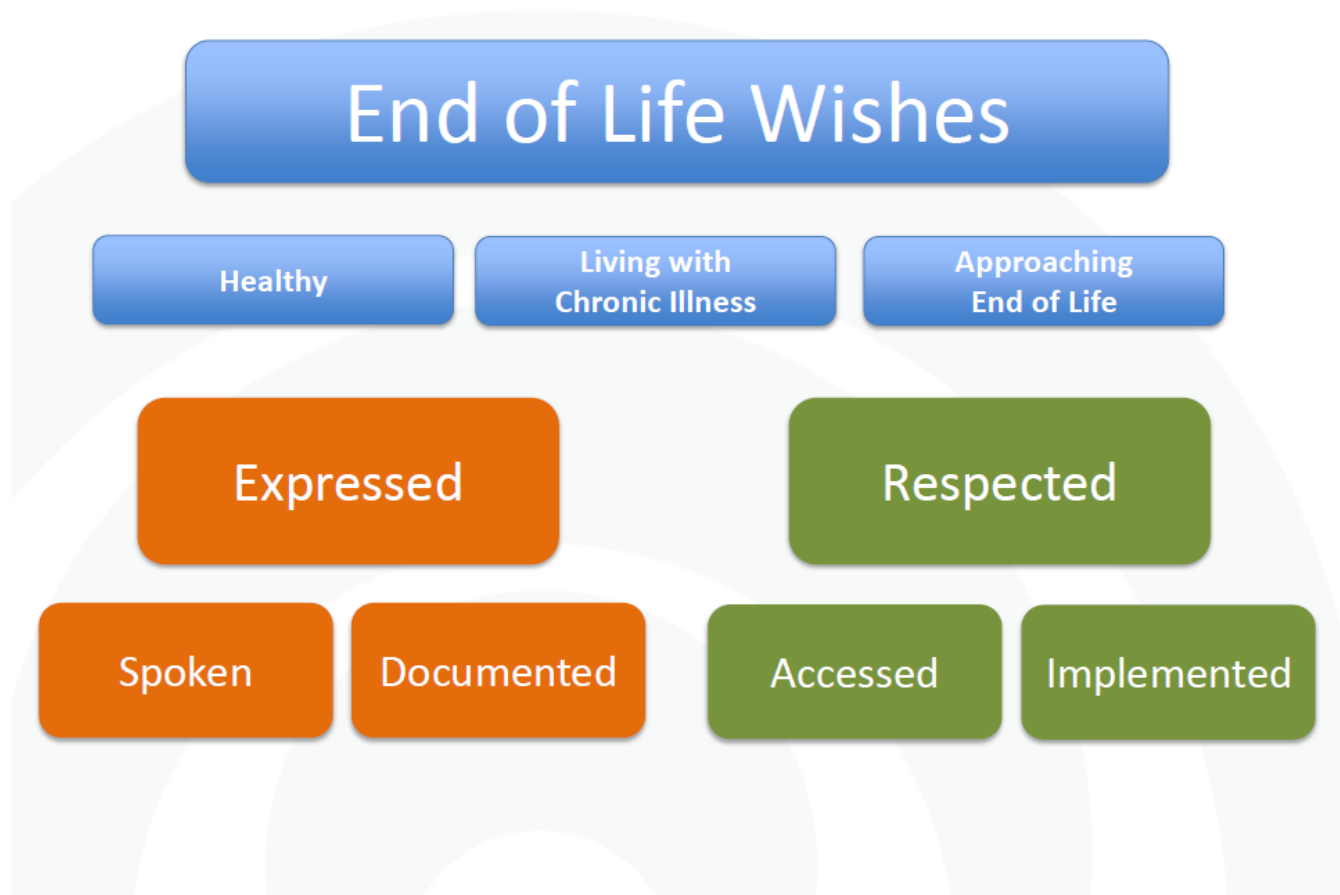 End of Life Wishes
Healthy
Living with
Chronic Illness
Approaching
End of Life
Expressed
Respected
Spoken
Documented
Accessed
Implemented